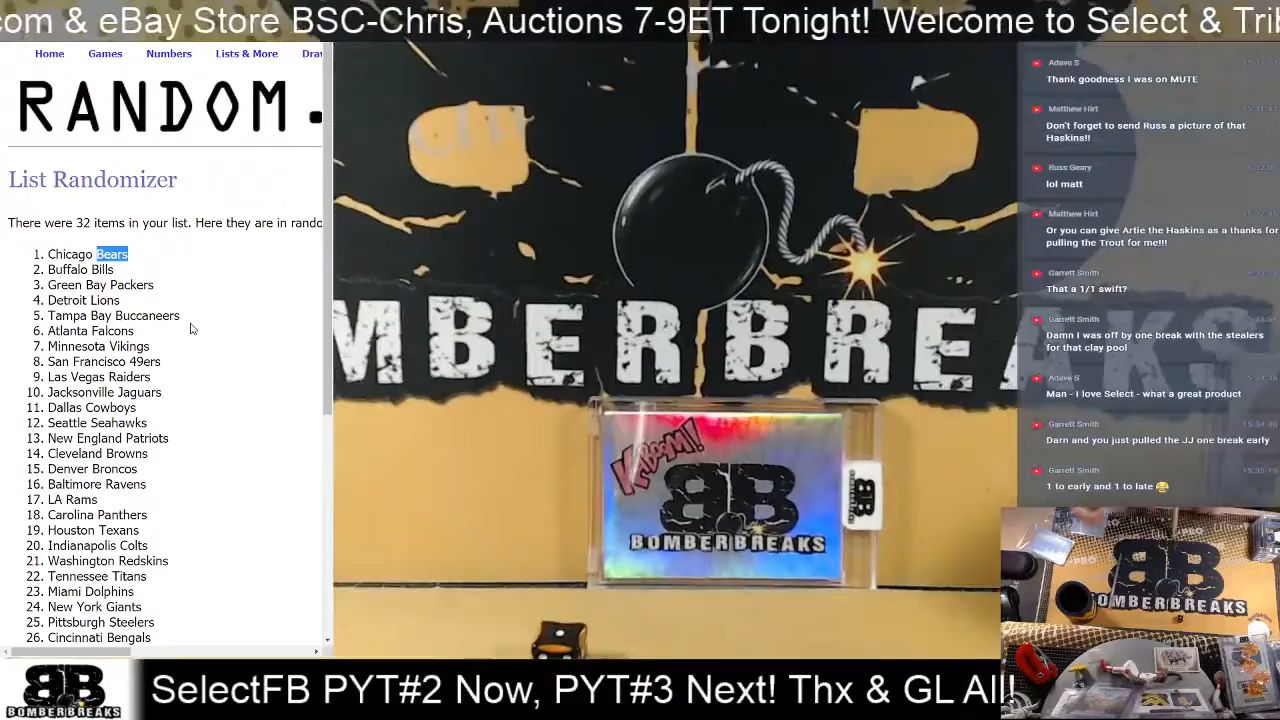 com & eBay Store BSC-Chris, Auctions 7-9ET Tonight! Welcome to Select & Tri
Home Games Numbers Lists & More Dra
RANDOM.
List Randomizer
There were 32 items in your list. Here they are in rando
1. Chicago Bears
2. Buffalo Bills
3. Green Bay Packers
4. Detroit Lions
5. Tampa Bay Buccaneers
6. Atlanta Falcons
7. Minnesota Vikings
8. San Francisco 49ers
9. Las Vegas Raiders
10. Jacksonville Jaguars
11. Dallas Cowboys
12. Seattle Seahawks
13. New England Patriots
14. Cleveland Browns
15. Denver Broncos
16. Baltimore Ravens
17. LA Rams
18. Carolina Panthers
19. Houston Texans
20. Indianapolis Colts
21. Washington Redskins
22. Tennessee Titans
23. Miami Dolphins
24. New York Giants
25. Pittsburgh Steelers
26. Cincinnati Bengals
MBERBREA
KABOOM!
BB
BOMBERBREAKS
Adave S
Thank goodness I was on MUTE
Matthew Hirt
Don't forget to send Russ a picture of that
Haskins!!
Russ Geary
lol matt
Matthew Hirt
Or you can give Artie the Haskins as a thanks for
pulling the Trout for me!!!
Garrett Smith
That a 1/1 swift?
Garrett Smith
Damn I was off by one break with the stealers
for that clay pool
Adave S
Man - I love Select - what a great product
Garrett Smith
Darn and you just pulled the JJ one break early
Garrett Smith
15:35:16
1 to early and 1 to late 😂
BB
OMBERBREAKS
BB
BOMBERBREAKS
SelectFB PYT#2 Now, PYT#3 Next! Thx & GL All!